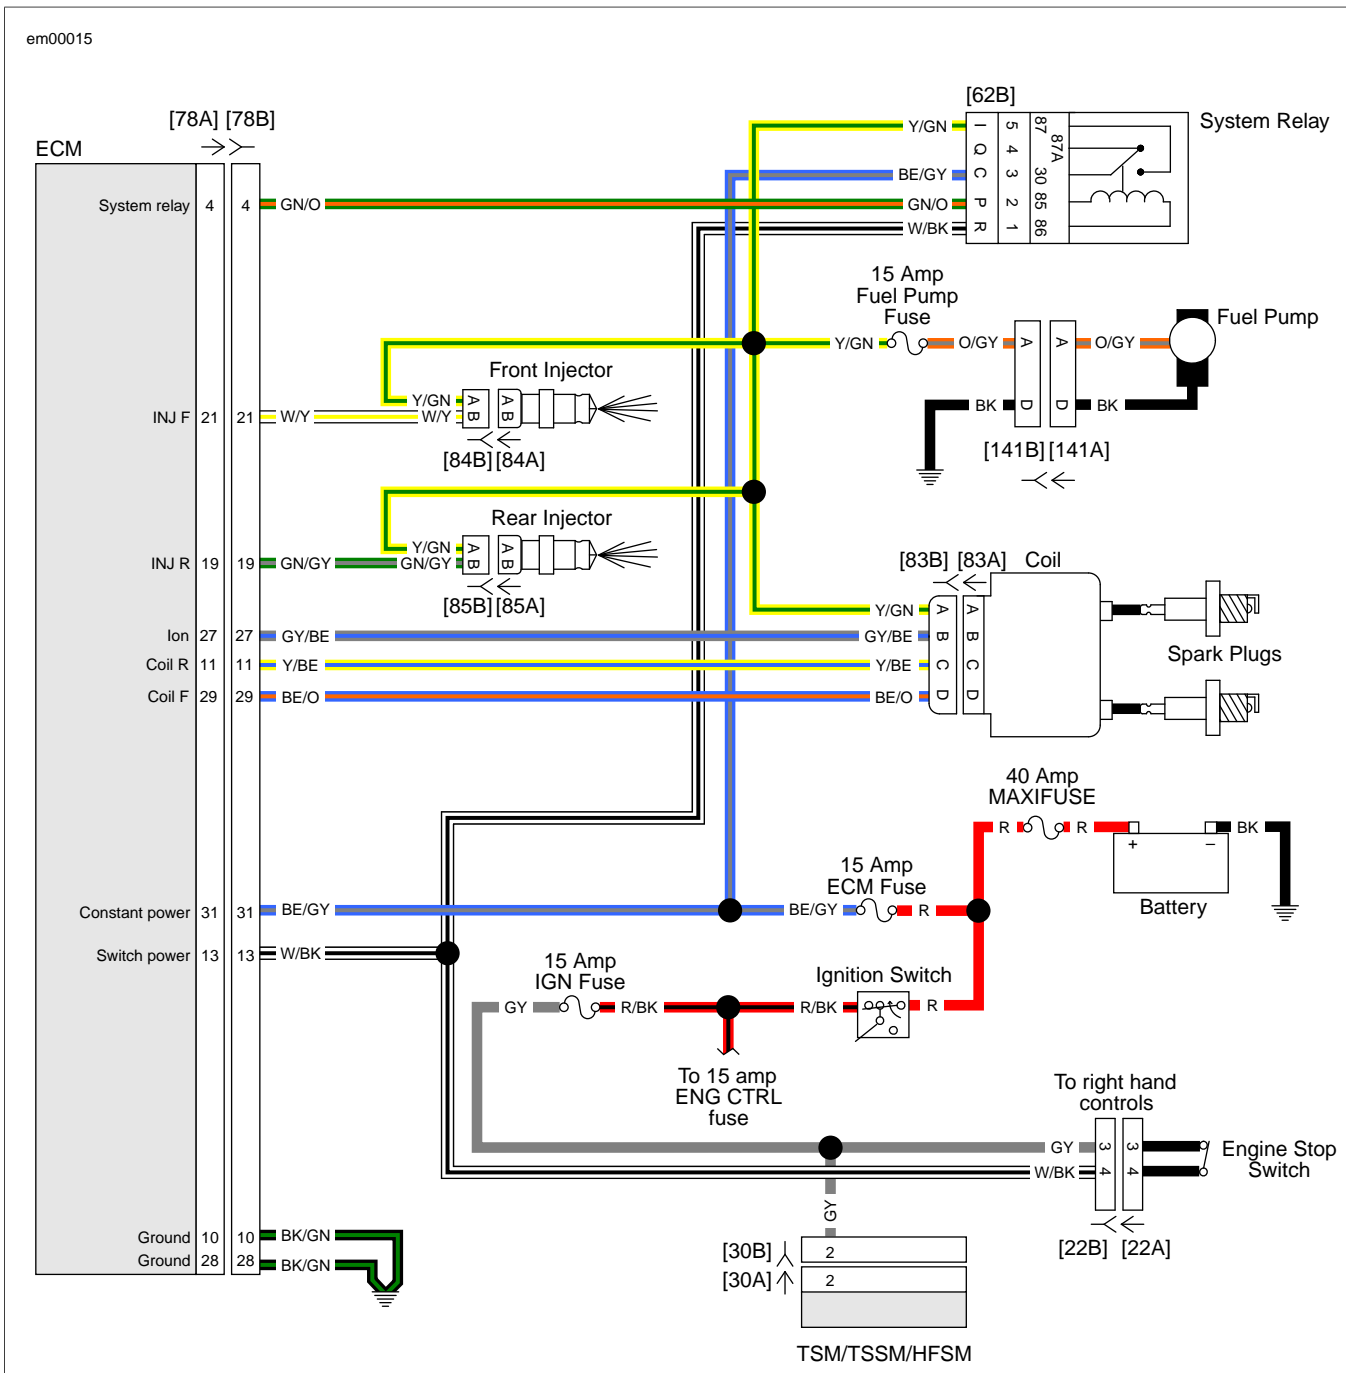 em00015
[78A] [78B]
ECM
System relay 4 4 GN/O
INJ F 21 21 W/Y
INJ R 19 19 GN/GY
Ion 27 27 GY/BE
Coil R 11 11 Y/BE
Coil F 29 29 BE/O
Constant power 31 31 BE/GY
Switch power 13 13 W/BK
Ground 10 10 BK/GN
Ground 28 28 BK/GN
[62B]
System Relay
Y/GN I 5 87
Q 4 87A
BE/GY C 3 30
GN/O P 2 85
W/BK R 1 86
15 Amp
Fuel Pump
Fuse
Y/GN O/GY A A O/GY
Fuel Pump
BK D D BK
[141B] [141A]
Front Injector
Y/GN A A
W/Y B B
[84B] [84A]
Rear Injector
Y/GN A A
GN/GY B B
[85B] [85A]
[83B] [83A] Coil
Y/GN A A
GY/BE B B
Y/BE C C
BE/O D D
Spark Plugs
40 Amp
MAXIFUSE
R R
+ –
BK
Battery
15 Amp
ECM Fuse
BE/GY R
15 Amp
IGN Fuse
GY R/BK R/BK
Ignition Switch
R
To 15 amp
ENG CTRL
fuse
To right hand
controls
GY 3 3
W/BK 4 4
Engine Stop
Switch
[22B] [22A]
GY
[30B] 2
[30A] 2
TSM/TSSM/HFSM